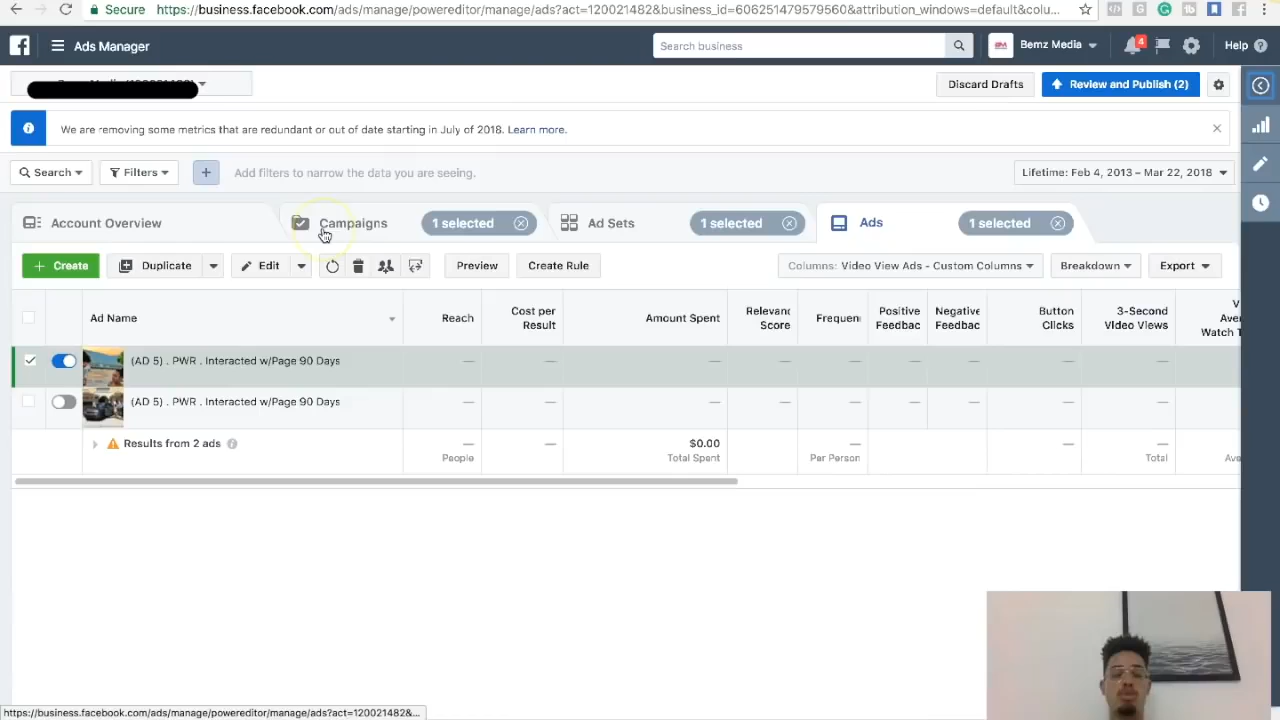 Secure https://business.facebook.com/ads/manage/powereditor/manage/ads?act=120021482&business_id=606251479579560&attribution_windows=default&colu...
Ads Manager
Search business
Bemz Media
4
Help
Discard Drafts
Review and Publish (2)
We are removing some metrics that are redundant or out of date starting in July of 2018. Learn more.
Search
Filters
Add filters to narrow the data you are seeing.
Lifetime: Feb 4, 2013 – Mar 22, 2018
Account Overview
Campaigns
1 selected
Ad Sets
1 selected
Ads
1 selected
+ Create
Duplicate
Edit
Preview
Create Rule
Columns: Video View Ads - Custom Columns
Breakdown
Export
Ad Name
Reach
Cost per
Result
Amount Spent
Relevanc
Score
Frequen
Positive
Feedbac
Negative
Feedbac
Button
Clicks
3-Second
Video Views
V
Aver
Watch T
(AD 5) . PWR . Interacted w/Page 90 Days
(AD 5) . PWR . Interacted w/Page 90 Days
Results from 2 ads
—
People
—
$0.00
Total Spent
—
Per Person
—
—
Total
Ave
https://business.facebook.com/ads/manage/powereditor/manage/ads?act=120021482&...